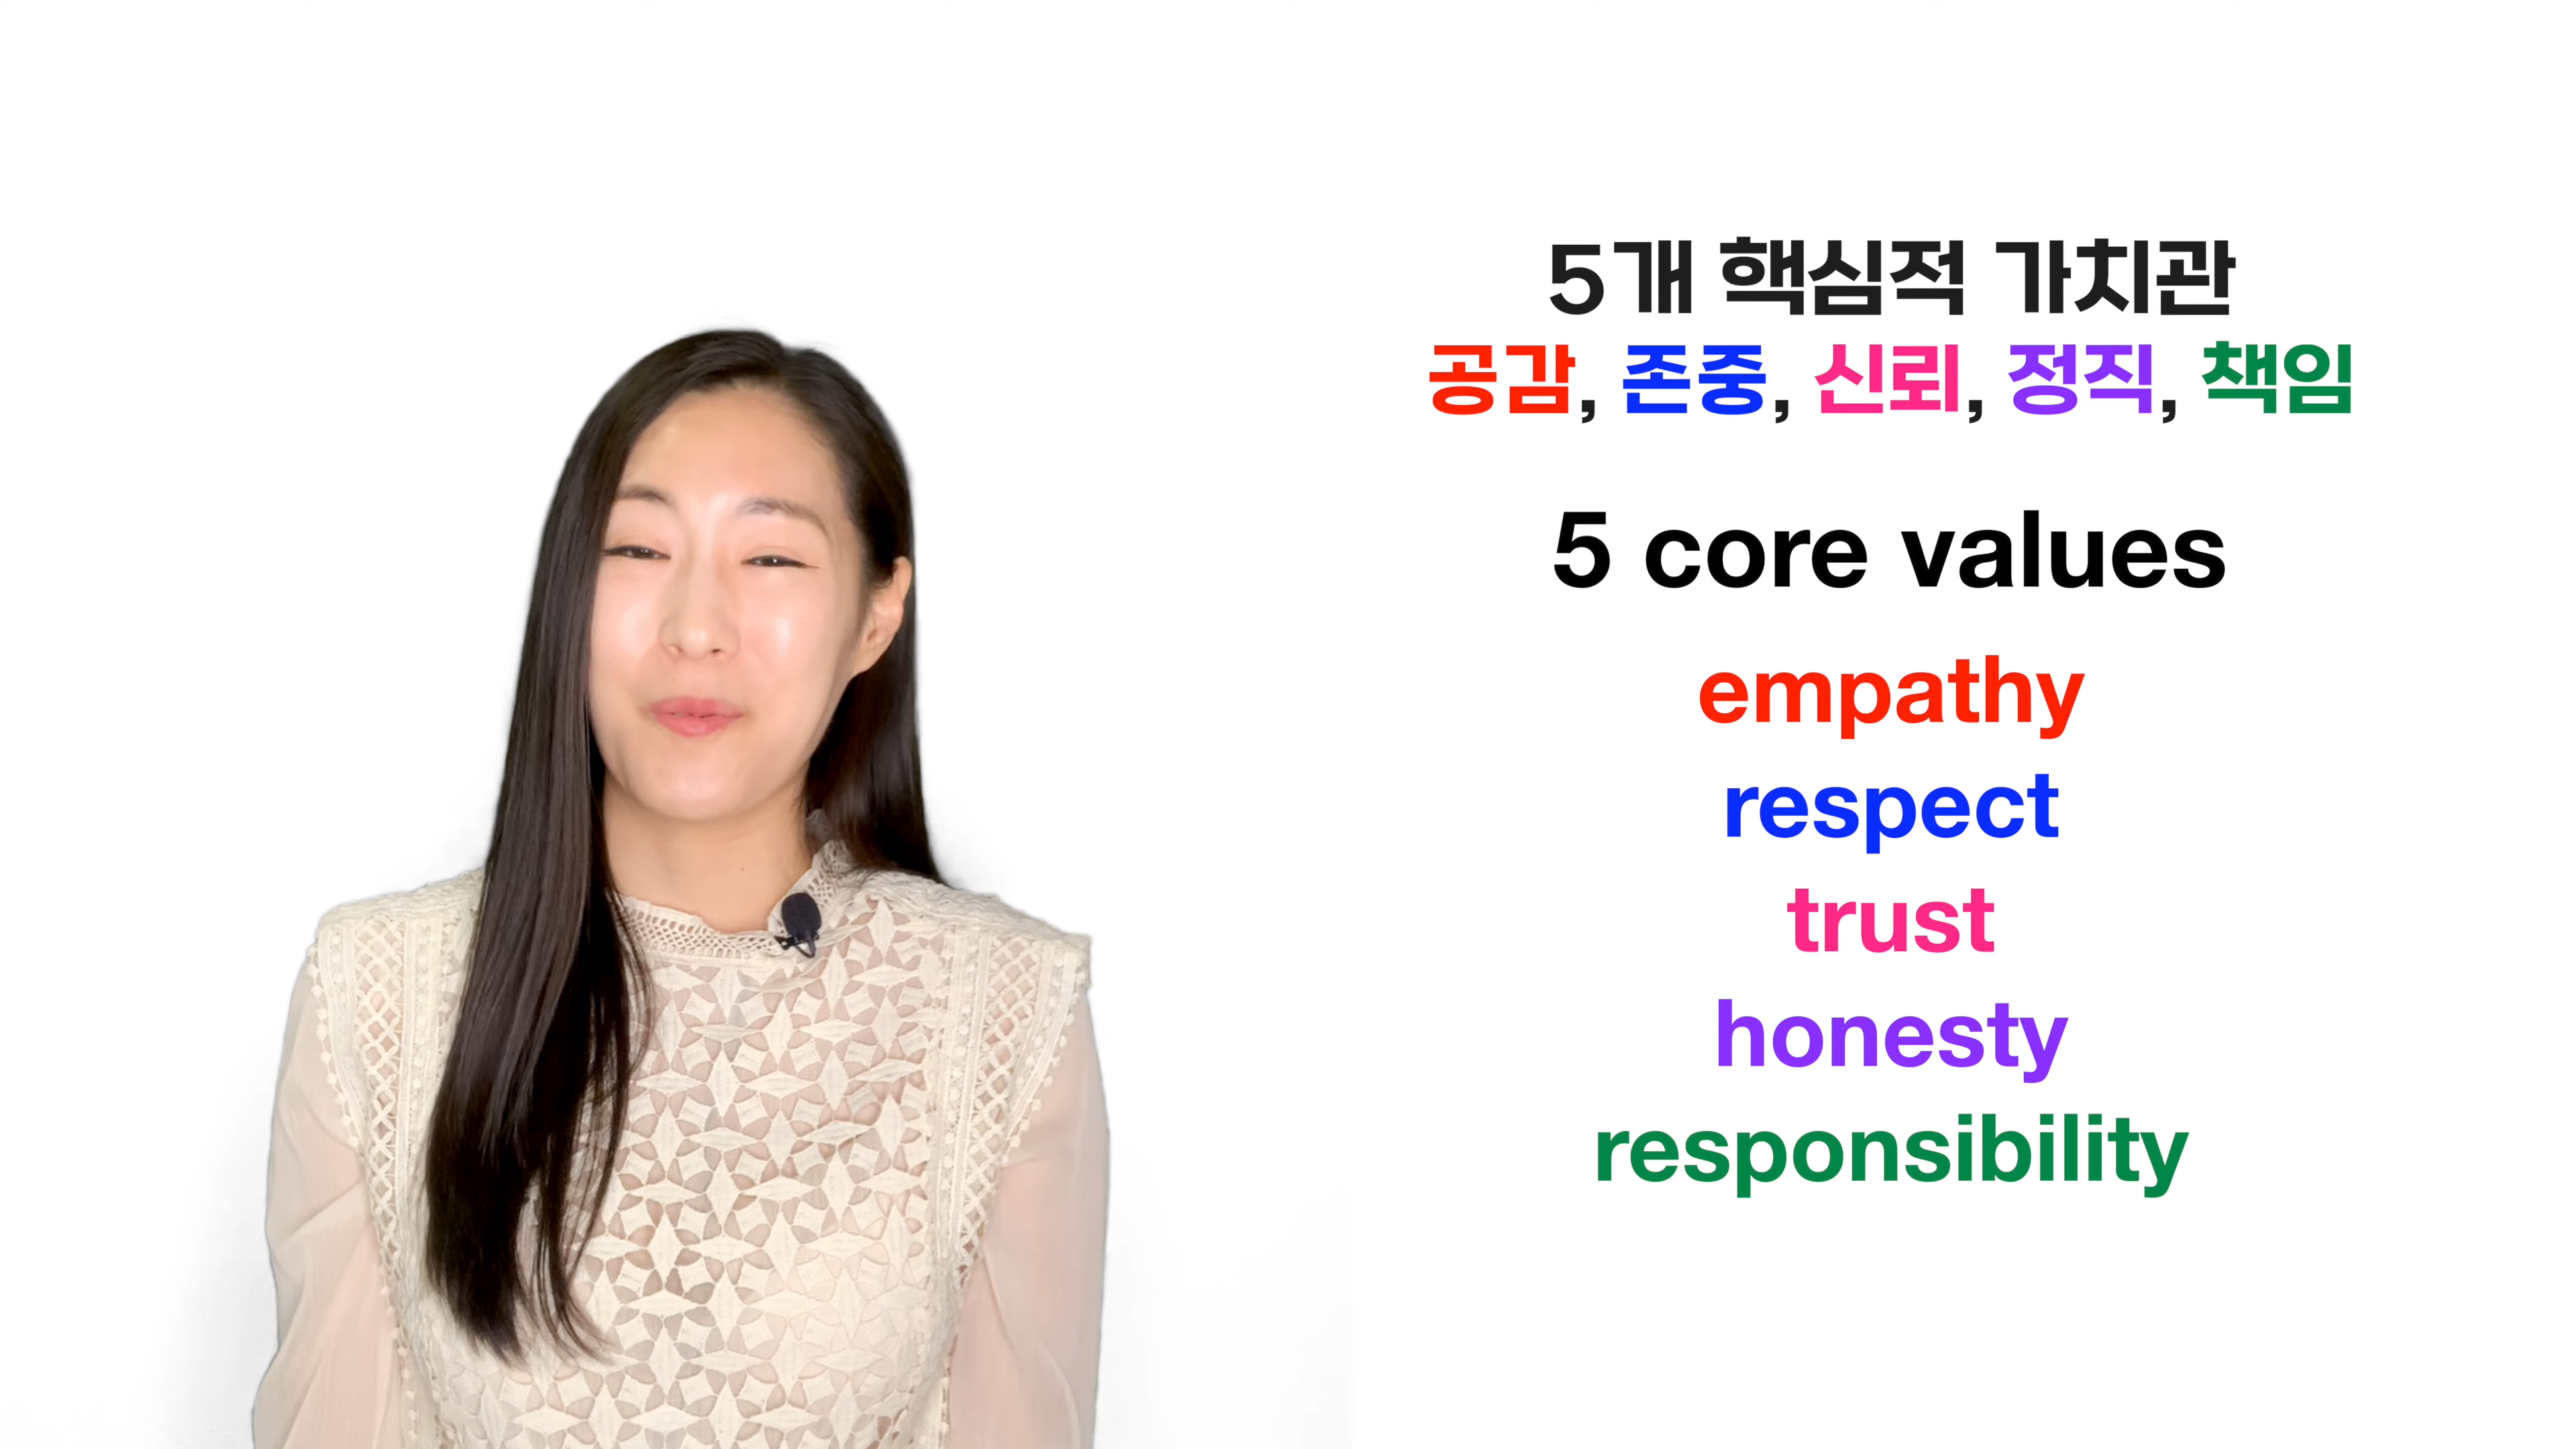 5개 핵심적 가치관
공감, 존중, 신뢰, 정직, 책임
5 core values
empathy
respect
trust
honesty
responsibility